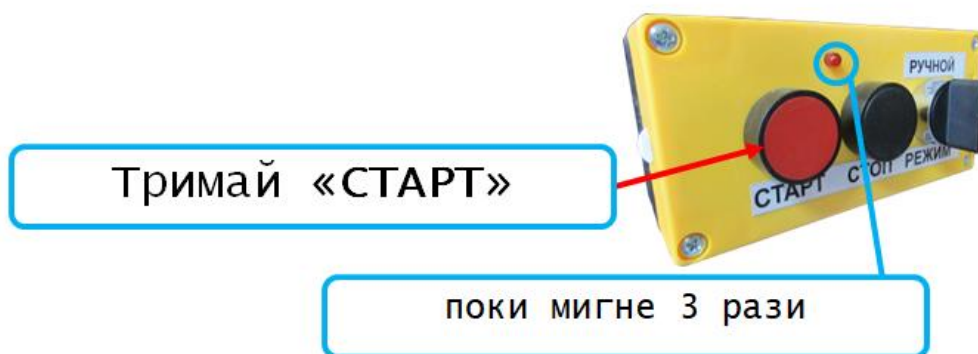 РУЧНОЙ
Тримай «СТАРТ»
СТАРТ СТОП РЕЖИМ
поки мигне 3 рази